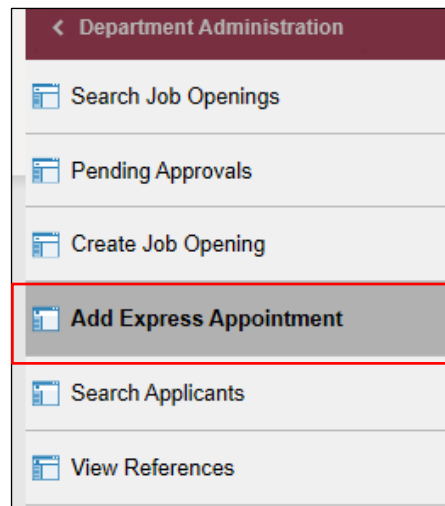 Department Administration
Search Job Openings
Pending Approvals
Create Job Opening
Add Express Appointment
Search Applicants
View References